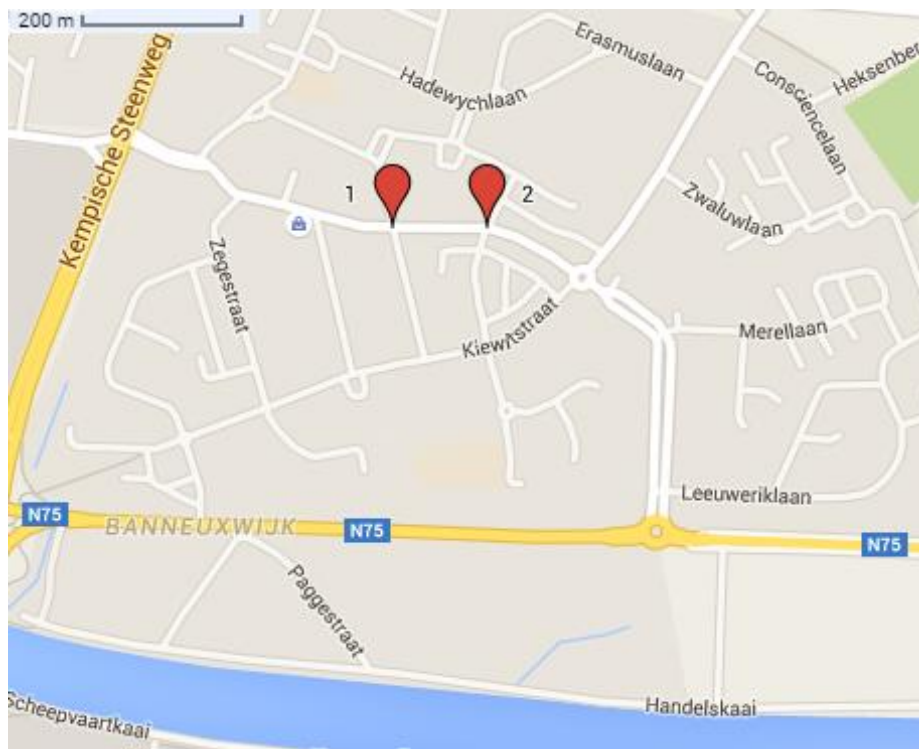 200 m
Kempische Steenweg
Erasmuslaan
Hadewychlaan
Consciencelaan
Heksenber
1
2
Zwaluwlaan
Zegestraat
Kiewitstraat
Merellaan
Leeuweriklaan
N75
BANNEUXWIJK
N75
N75
Paggestraat
Handelskaai
Scheepvaartkaai